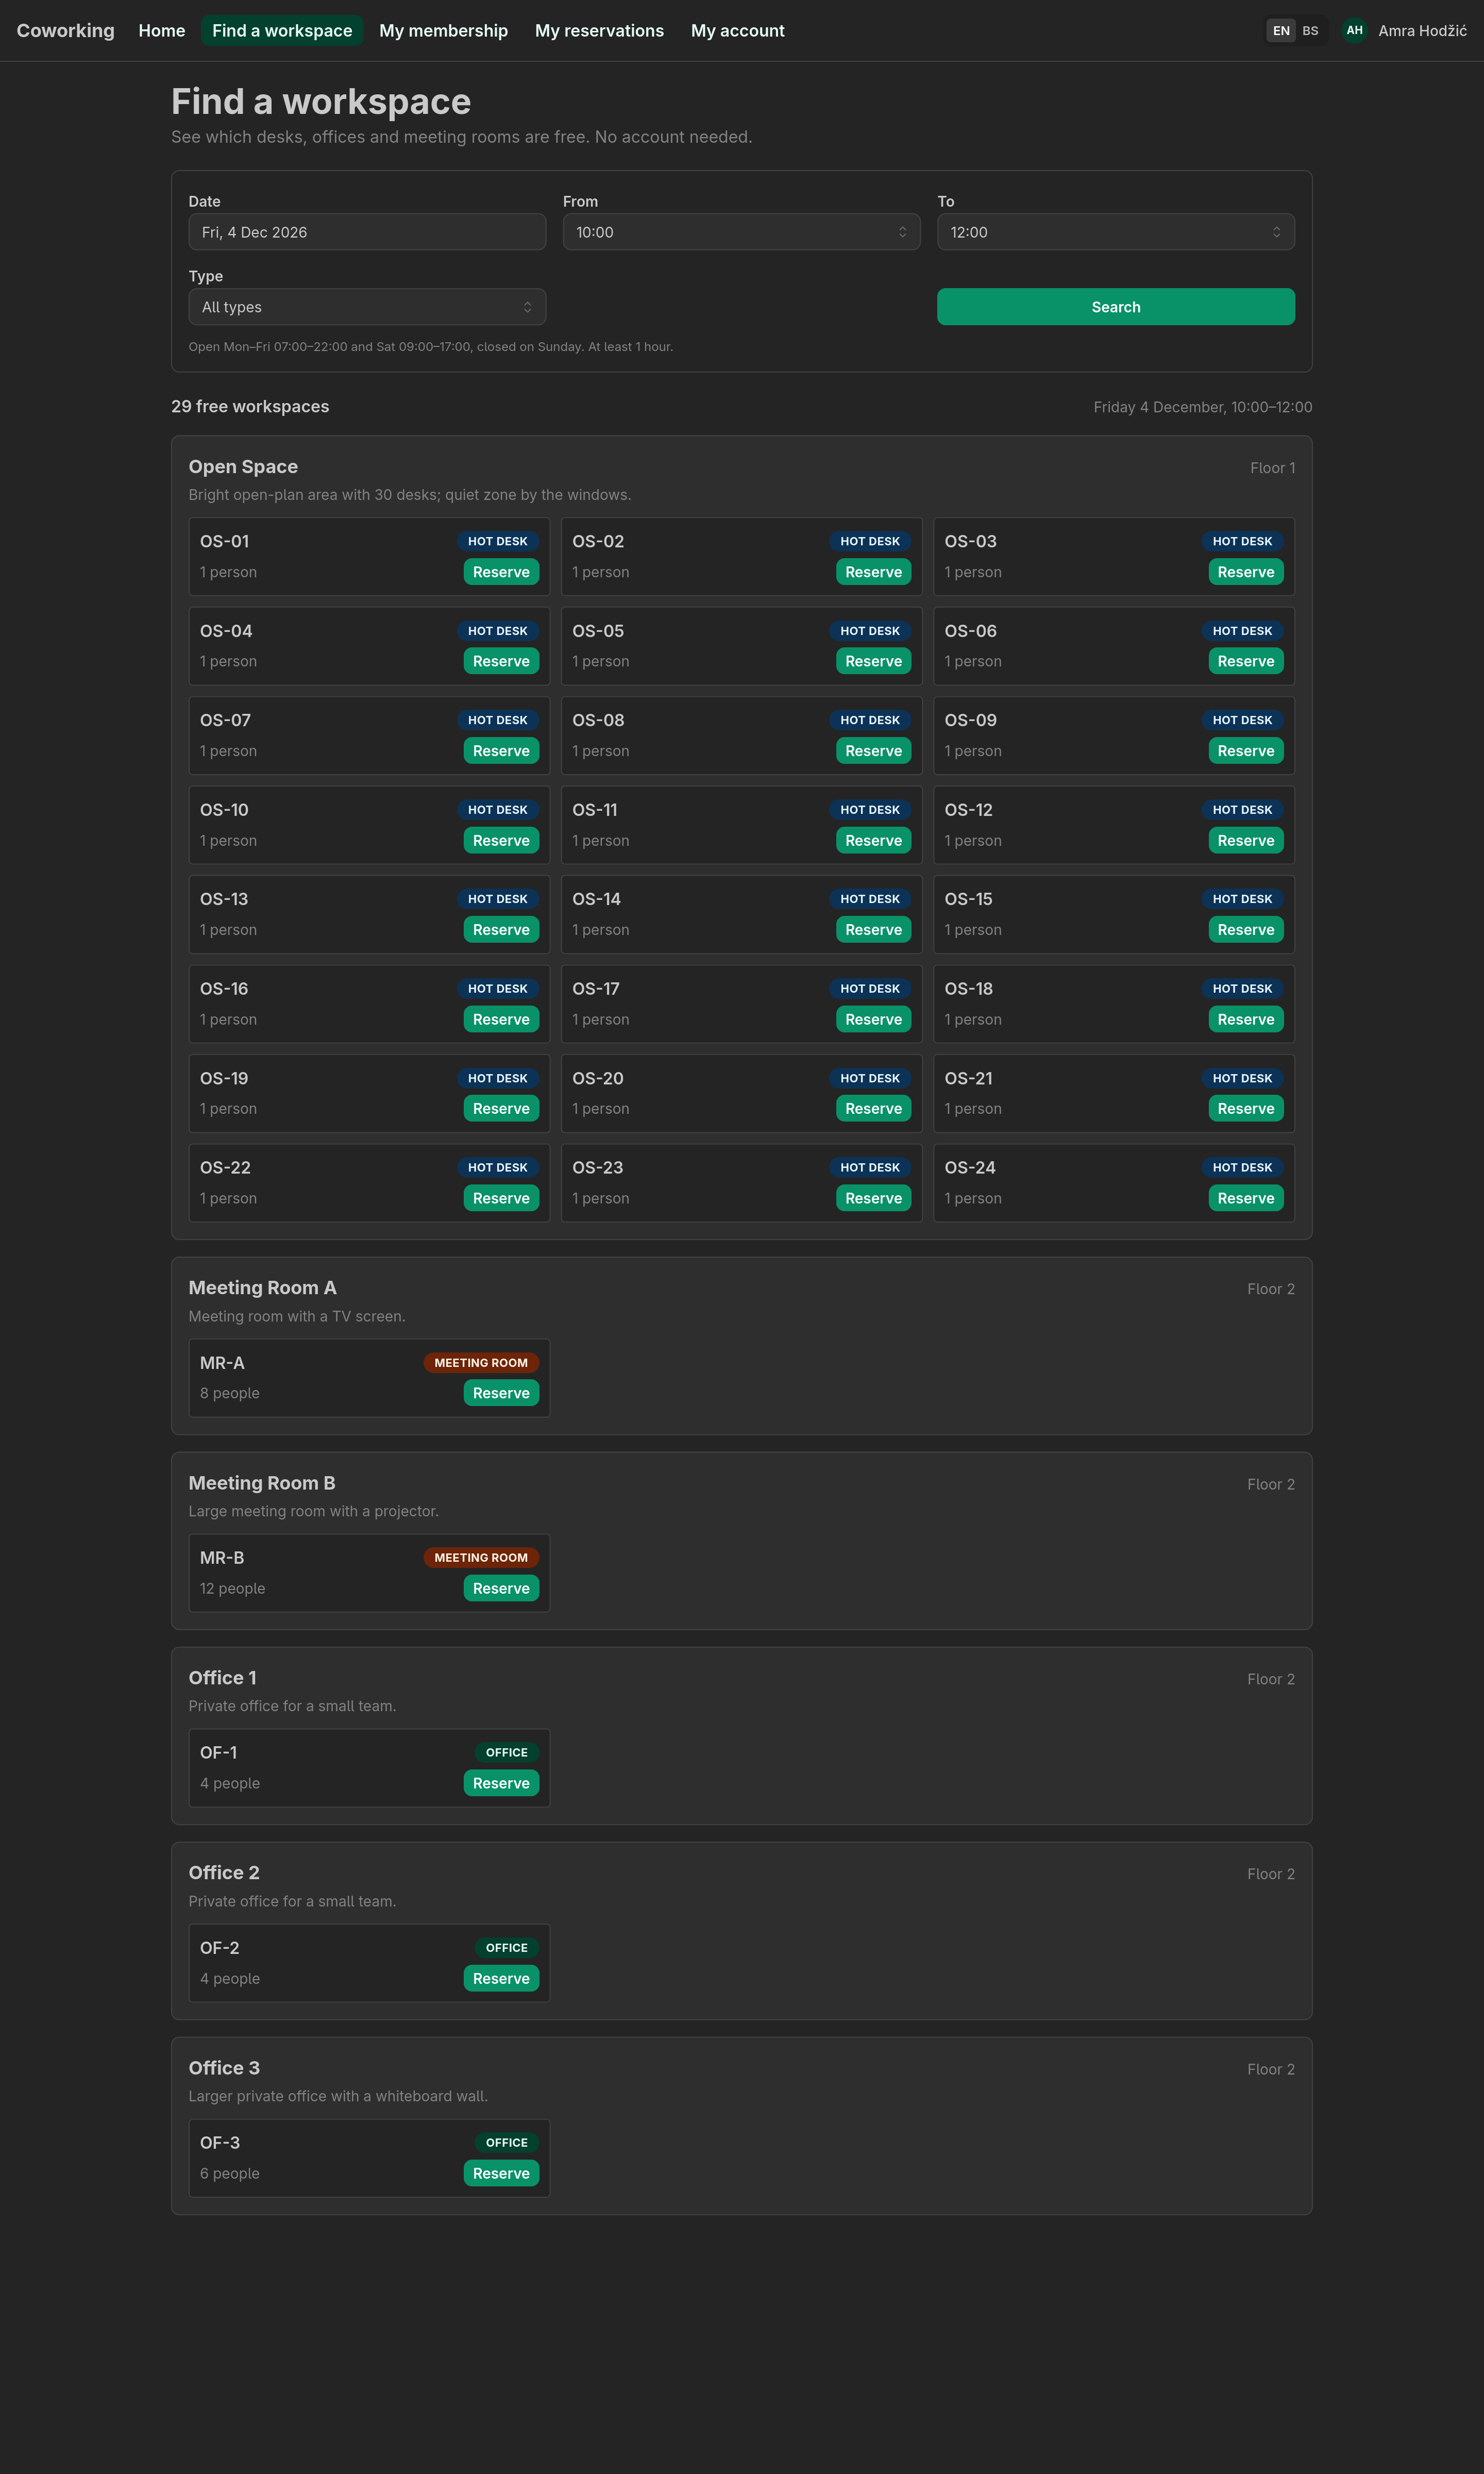 Coworking Home Find a workspace My membership My reservations My account EN BS AH Amra Hodžić
Find a workspace
See which desks, offices and meeting rooms are free. No account needed.
Date From To
Fri, 4 Dec 2026 10:00 12:00
Type
All types Search
Open Mon–Fri 07:00–22:00 and Sat 09:00–17:00, closed on Sunday. At least 1 hour.
29 free workspaces Friday 4 December, 10:00–12:00
Open Space Floor 1
Bright open-plan area with 30 desks; quiet zone by the windows.
OS-01 HOT DESK OS-02 HOT DESK OS-03 HOT DESK
1 person Reserve 1 person Reserve 1 person Reserve
OS-04 HOT DESK OS-05 HOT DESK OS-06 HOT DESK
1 person Reserve 1 person Reserve 1 person Reserve
OS-07 HOT DESK OS-08 HOT DESK OS-09 HOT DESK
1 person Reserve 1 person Reserve 1 person Reserve
OS-10 HOT DESK OS-11 HOT DESK OS-12 HOT DESK
1 person Reserve 1 person Reserve 1 person Reserve
OS-13 HOT DESK OS-14 HOT DESK OS-15 HOT DESK
1 person Reserve 1 person Reserve 1 person Reserve
OS-16 HOT DESK OS-17 HOT DESK OS-18 HOT DESK
1 person Reserve 1 person Reserve 1 person Reserve
OS-19 HOT DESK OS-20 HOT DESK OS-21 HOT DESK
1 person Reserve 1 person Reserve 1 person Reserve
OS-22 HOT DESK OS-23 HOT DESK OS-24 HOT DESK
1 person Reserve 1 person Reserve 1 person Reserve
Meeting Room A Floor 2
Meeting room with a TV screen.
MR-A MEETING ROOM
8 people Reserve
Meeting Room B Floor 2
Large meeting room with a projector.
MR-B MEETING ROOM
12 people Reserve
Office 1 Floor 2
Private office for a small team.
OF-1 OFFICE
4 people Reserve
Office 2 Floor 2
Private office for a small team.
OF-2 OFFICE
4 people Reserve
Office 3 Floor 2
Larger private office with a whiteboard wall.
OF-3 OFFICE
6 people Reserve